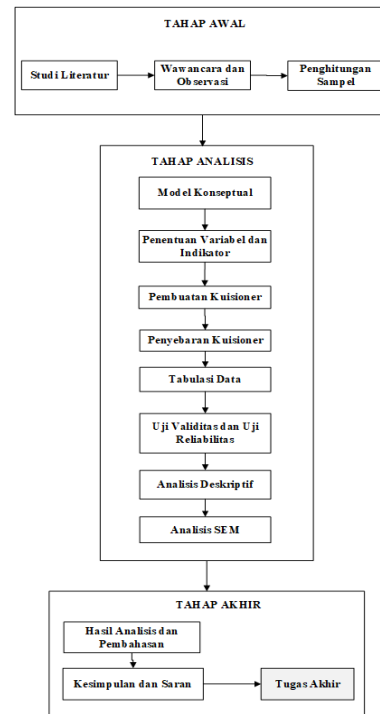 TAHAP AWAL
Studi Literatur
Wawancara dan
Observasi
Penghitungan
Sampel
TAHAP ANALISIS
Model Konseptual
Penentuan Variabel dan
Indikator
Pembuatan Kuisioner
Penyebaran Kuisioner
Tabulasi Data
Uji Validitas dan Uji
Reliabilitas
Analisis Deskriptif
Analisis SEM
TAHAP AKHIR
Hasil Analisis dan
Pembahasan
Kesimpulan dan Saran
Tugas Akhir